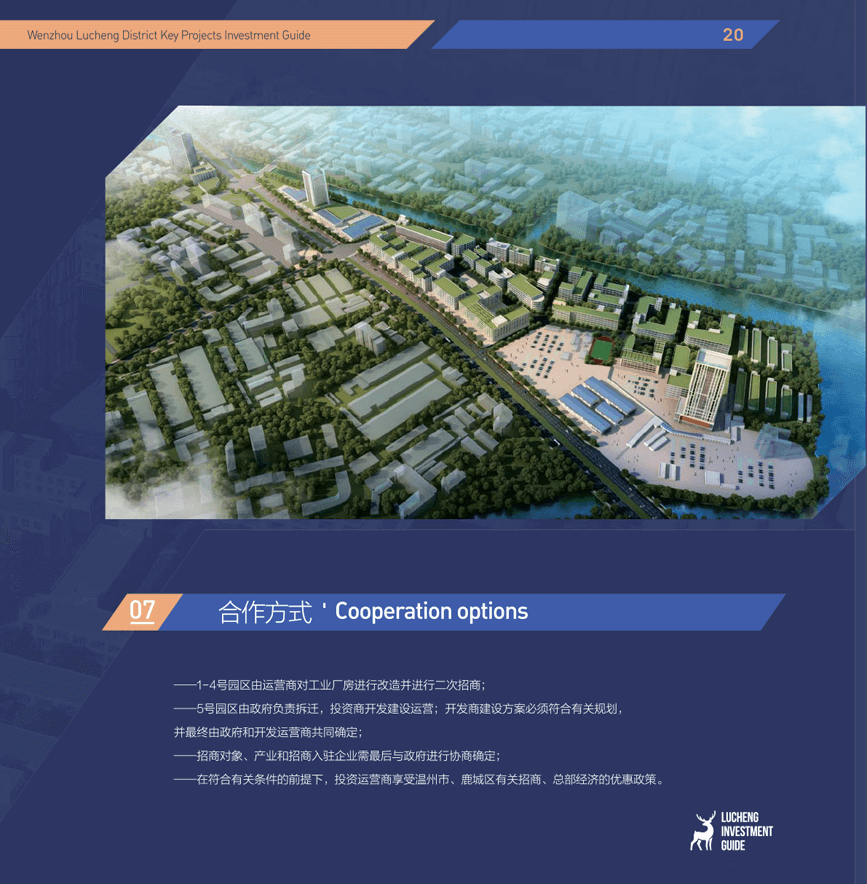 Wenzhou Lucheng District Key Projects Investment Guide
20
07
合作方式 ' Cooperation options
——1-4号园区由运营商对工业厂房进行改造并进行二次招商；
——5号园区由政府负责拆迁，投资商开发建设运营；开发商建设方案必须符合有关规划，
并最终由政府和开发运营商共同确定；
——招商对象、产业和招商入驻企业需最后与政府进行协商确定；
——在符合有关条件的前提下，投资运营商享受温州市、鹿城区有关招商、总部经济的优惠政策。
LUCHENG
INVESTMENT
GUIDE